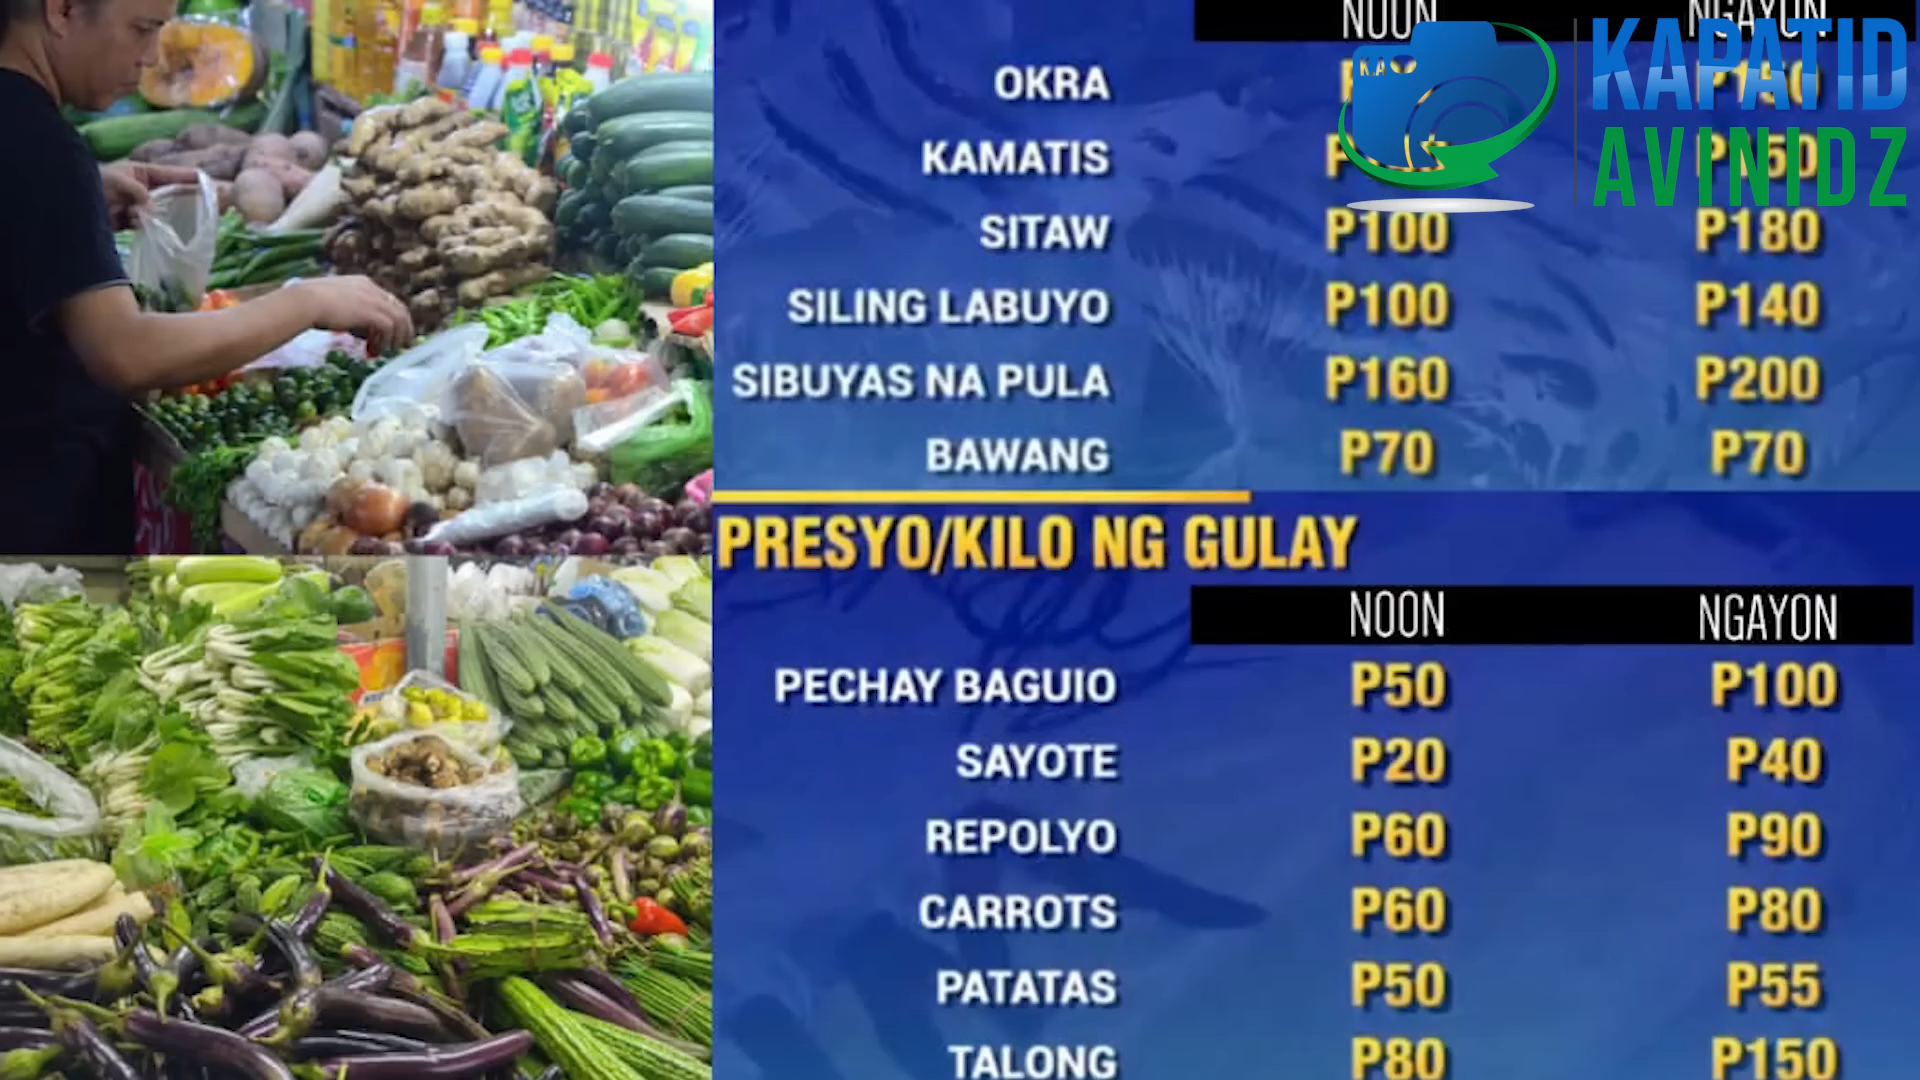 NOON NGAYON
KAPATID
AVINIDZ
K.A
OKRA
KAMATIS
SITAW P100 P180
SILING LABUYO P100 P140
SIBUYAS NA PULA P160 P200
BAWANG P70 P70
PRESYO/KILO NG GULAY
NOON NGAYON
PECHAY BAGUIO P50 P100
SAYOTE P20 P40
REPOLYO P60 P90
CARROTS P60 P80
PATATAS P50 P55
TALONG P80 P150